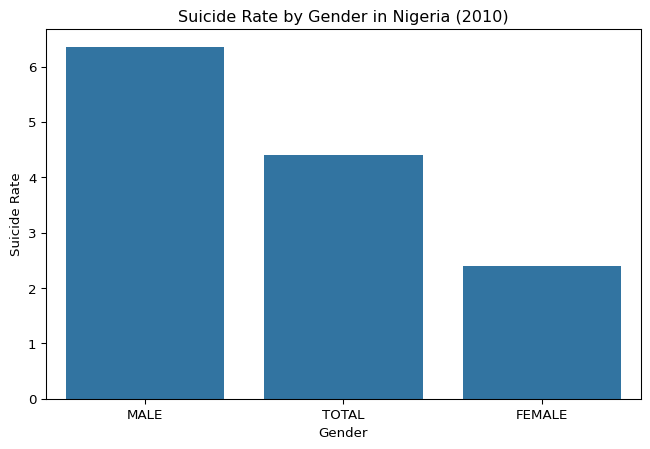 Suicide Rate by Gender in Nigeria (2010)
Suicide Rate
6
5
4
3
2
1
0
MALE TOTAL FEMALE
Gender